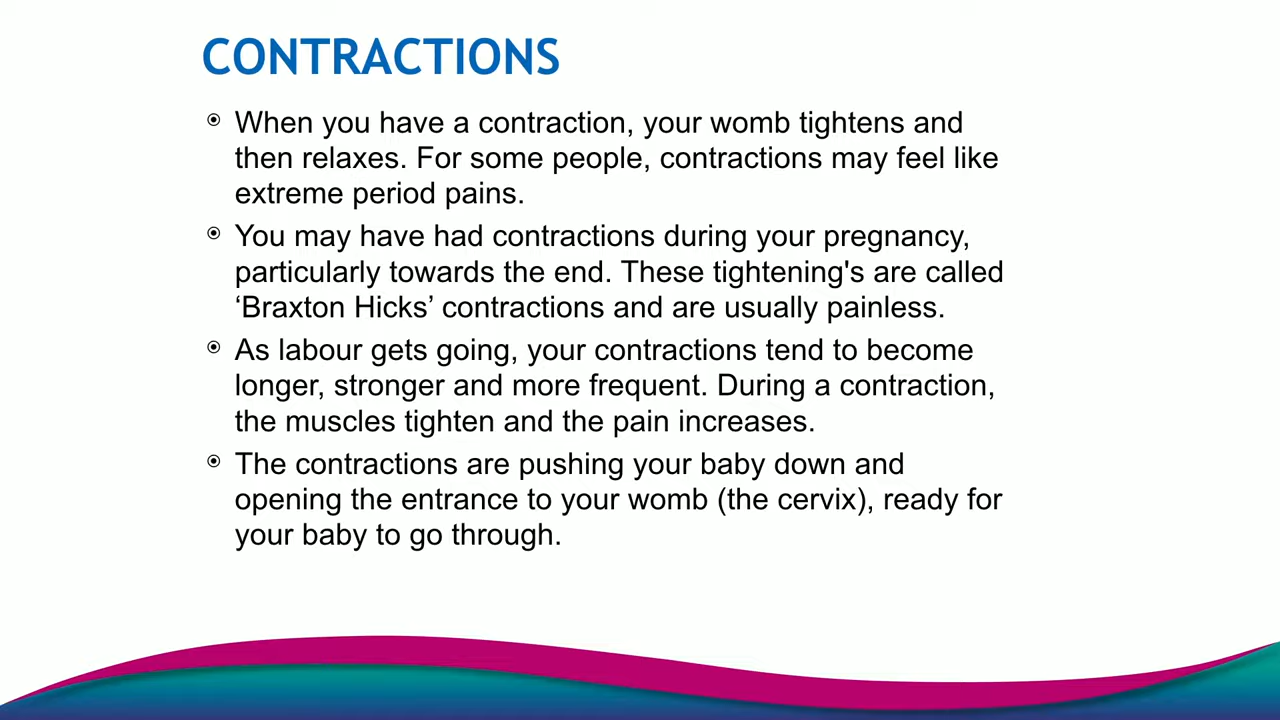 CONTRACTIONS
When you have a contraction, your womb tightens and
then relaxes. For some people, contractions may feel like
extreme period pains.
You may have had contractions during your pregnancy,
particularly towards the end. These tightening's are called
‘Braxton Hicks’ contractions and are usually painless.
As labour gets going, your contractions tend to become
longer, stronger and more frequent. During a contraction,
the muscles tighten and the pain increases.
The contractions are pushing your baby down and
opening the entrance to your womb (the cervix), ready for
your baby to go through.